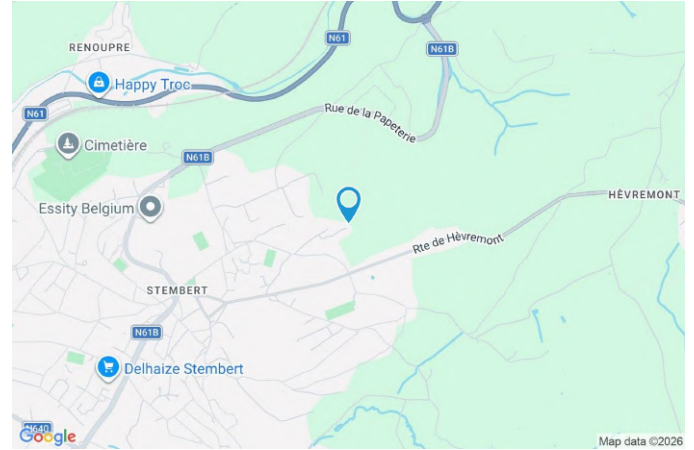 RENOUPRE
N61
N61B
Happy Troc
N61
Rue de la Papeterie
Cimetière
N61B
HÈVREMONT
Essity Belgium
Rte de Hèvremont
STEMBERT
N61B
Delhaize Stembert
N640
Google
Map data ©2026